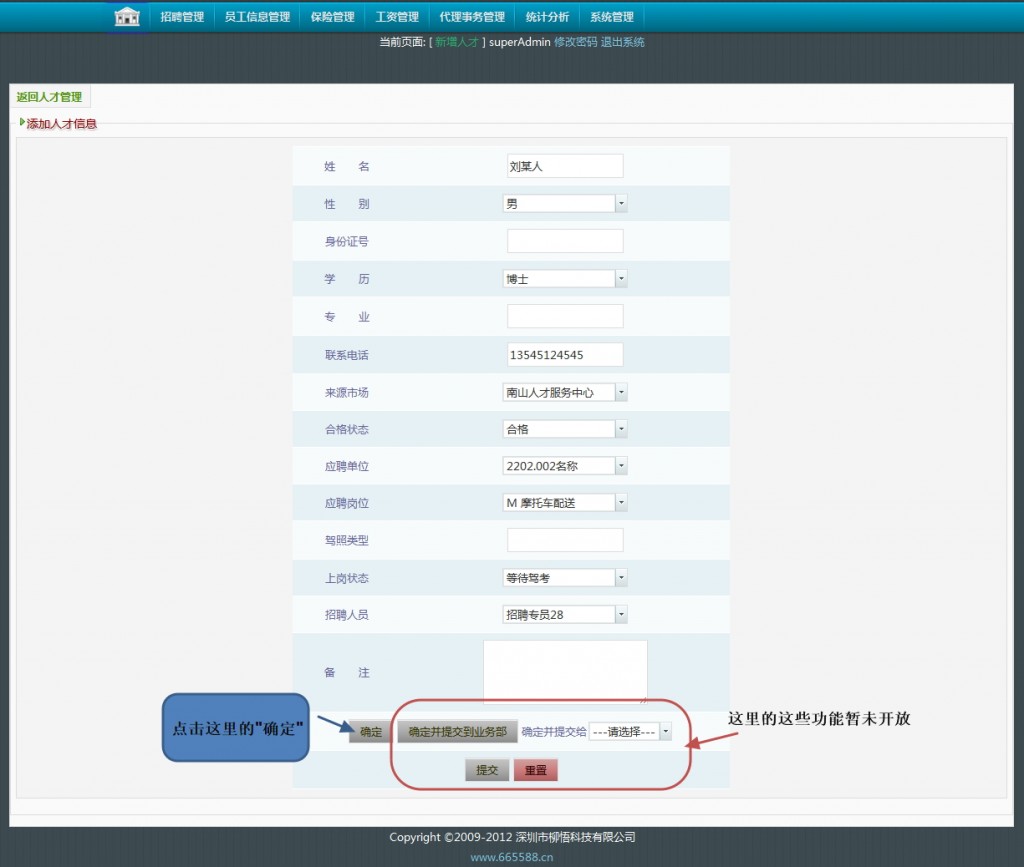 招聘管理 员工信息管理 保险管理 工资管理 代理事务管理 统计分析 系统管理
当前页面: [ 新增人才 ] superAdmin 修改密码 退出系统
返回人才管理
添加人才信息
姓 名 刘某人
性 别 男
身份证号
学 历 博士
专 业
联系电话 13545124545
来源市场 南山人才服务中心
合格状态 合格
应聘单位 2202.002名称
应聘岗位 M 摩托车配送
驾照类型
上岗状态 等待驾考
招聘人员 招聘专员28
备 注
点击这里的"确定"
这里的这些功能暂未开放
确定 确定并提交到业务部 确定并提交给 ---请选择---
提交 重置
Copyright ©2009-2012 深圳市柳悟科技有限公司
www.665588.cn